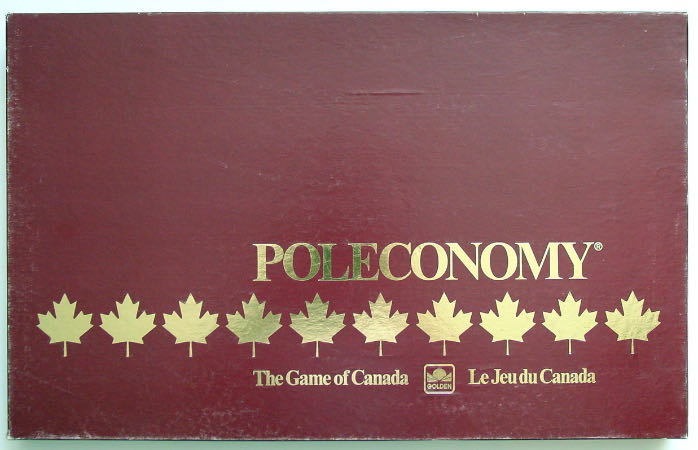 POLECONOMY®
The Game of Canada GOLDEN Le Jeu du Canada